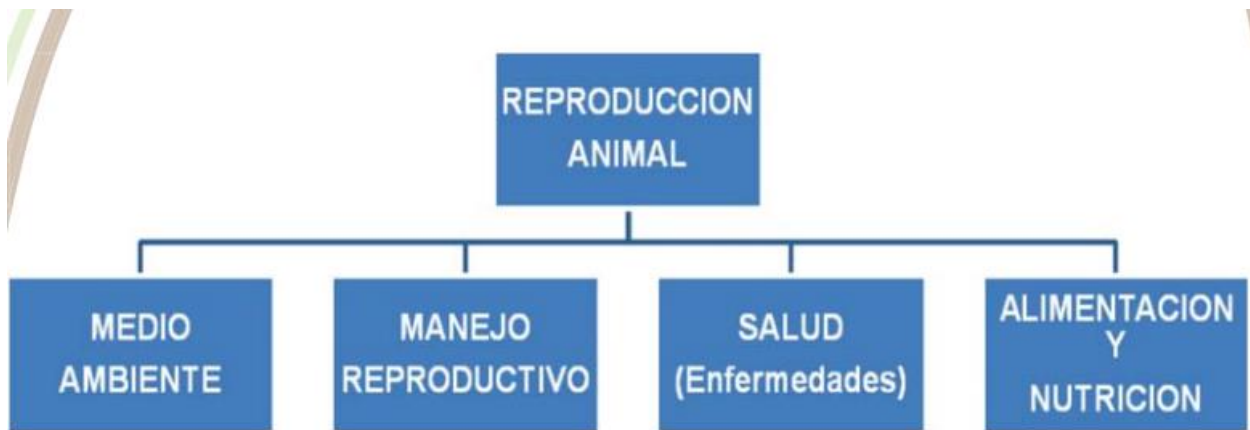 REPRODUCCION
ANIMAL
MEDIO
AMBIENTE
MANEJO
REPRODUCTIVO
SALUD
(Enfermedades)
ALIMENTACION
Y
NUTRICION